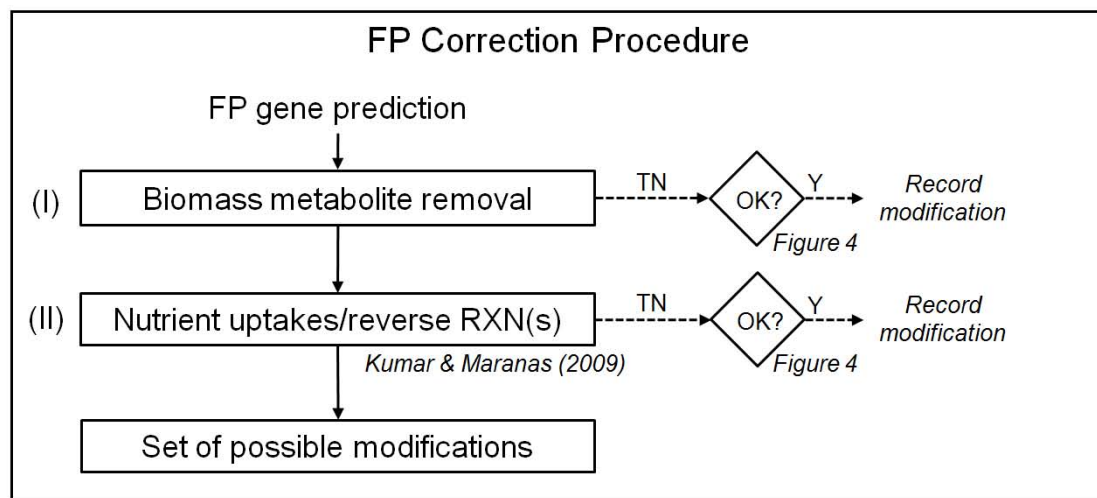 FP Correction Procedure
FP gene prediction
(I)
Biomass metabolite removal
TN
OK?
Y
Record
modification
Figure 4
(II)
Nutrient uptakes/reverse RXN(s)
TN
OK?
Y
Record
modification
Figure 4
Kumar & Maranas (2009)
Set of possible modifications